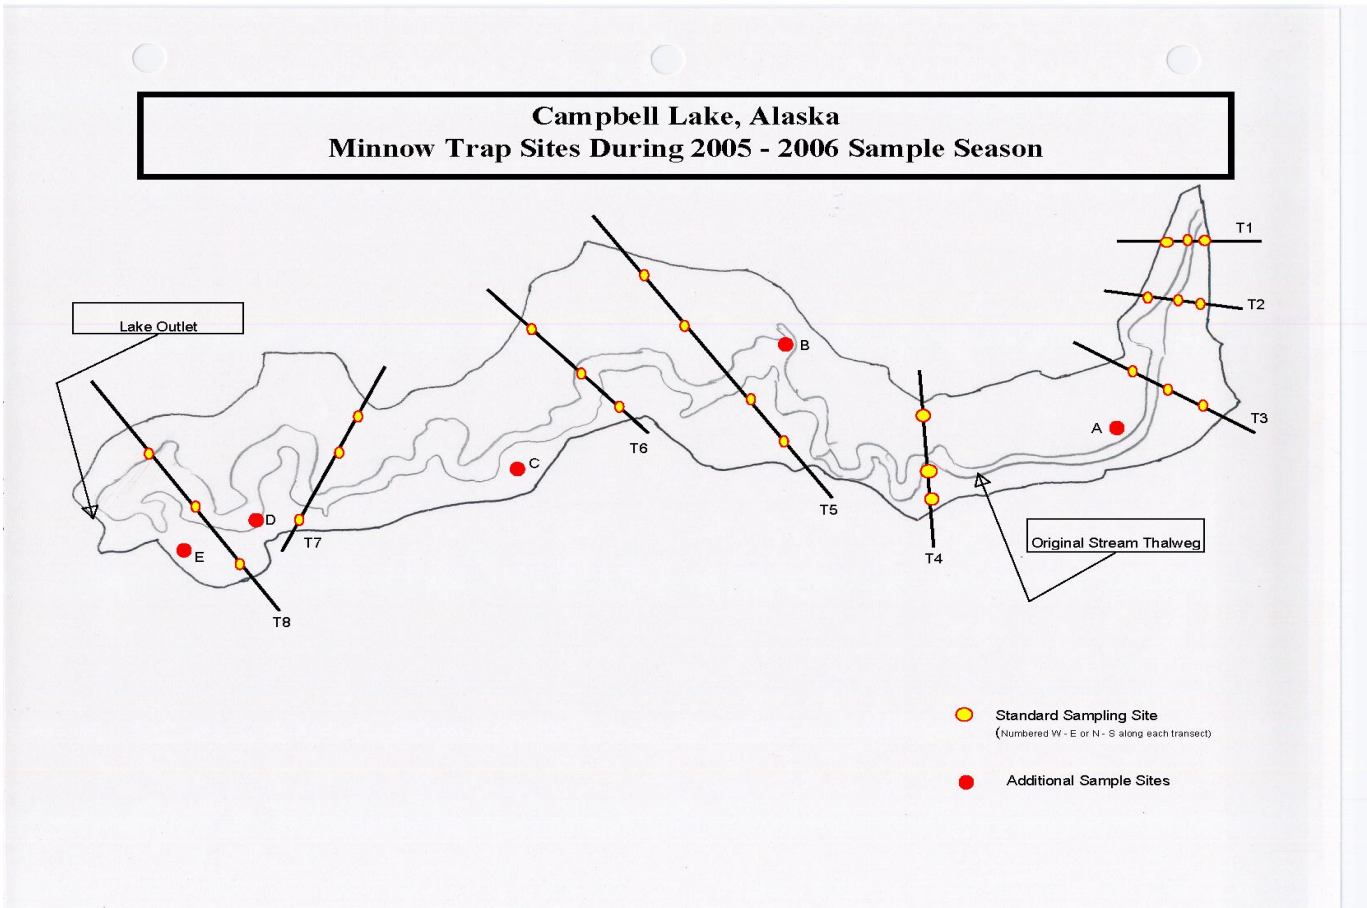 Campbell Lake, Alaska
Minnow Trap Sites During 2005 - 2006 Sample Season
T1
T2
T3
Lake Outlet
B
A
T6
C
T5
D
T7
E
T4
Original Stream Thalweg
T8
Standard Sampling Site
(Numbered W - E or N - S along each transect)
Additional Sample Sites